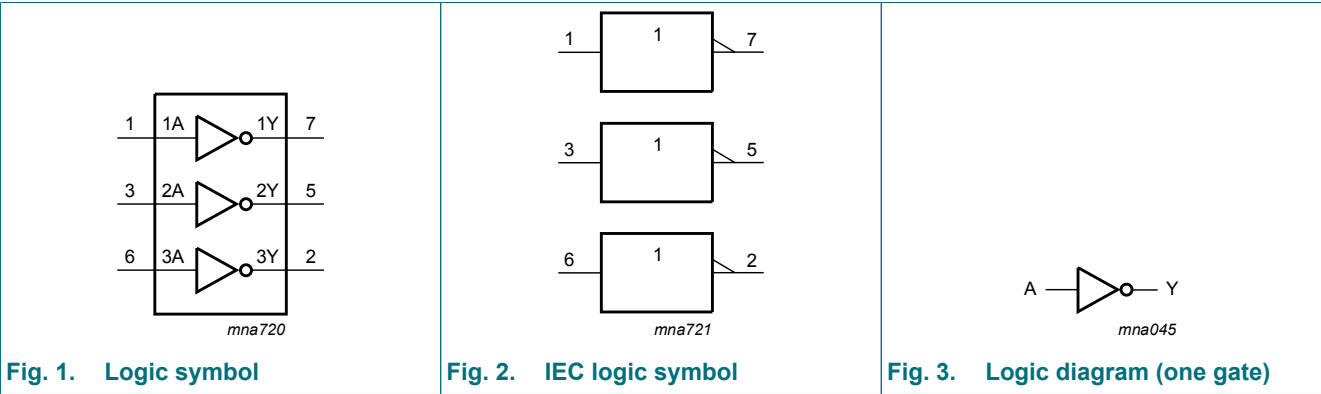 1 1A 1Y 7
3 2A 2Y 5
6 3A 3Y 2
mna720
Fig. 1. Logic symbol
1 1 7
3 1 5
6 1 2
mna721
Fig. 2. IEC logic symbol
A Y
mna045
Fig. 3. Logic diagram (one gate)